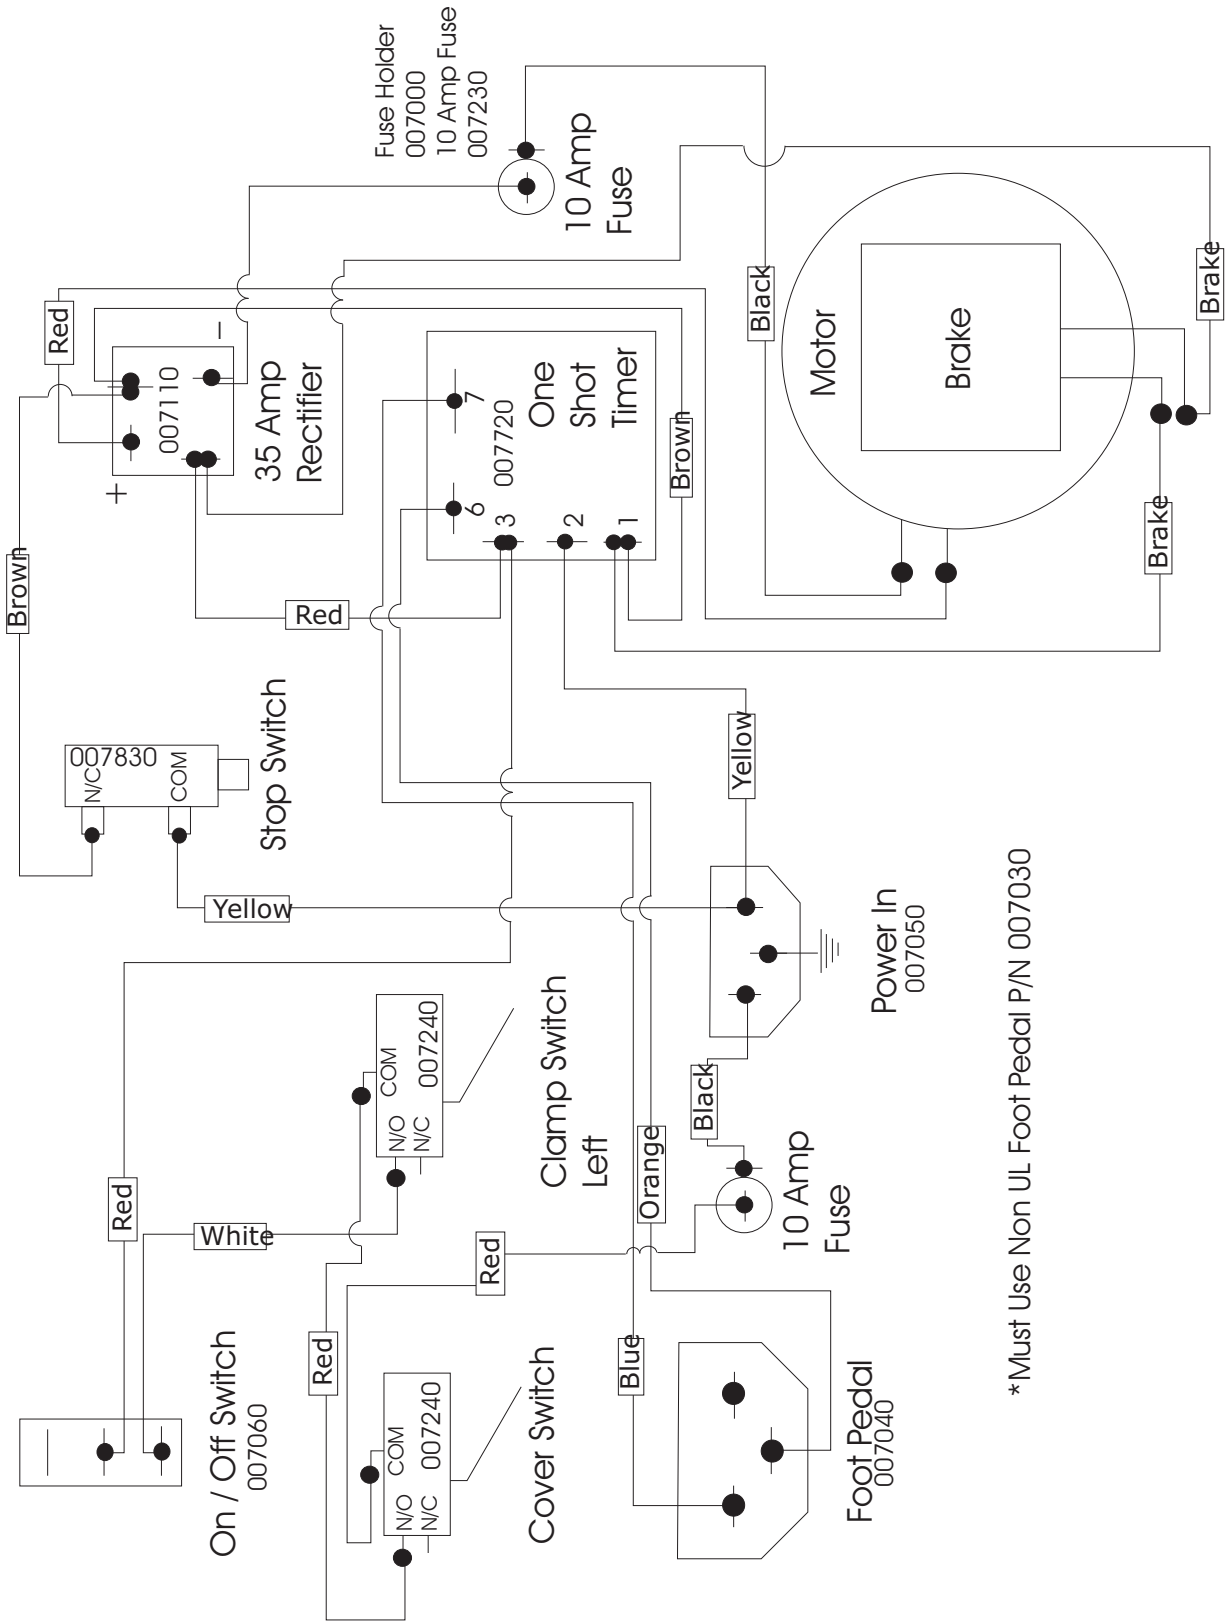 On / Off Switch
007060
Red
White
Brown
N/C
007830
COM
Stop Switch
Red
+
007110
−
35 Amp
Rectifier
Fuse Holder
007000
10 Amp Fuse
007230
10 Amp
Fuse
Red
COM
N/O
N/C
007240
Cover Switch
COM
N/O
N/C
007240
Clamp Switch
Left
Yellow
Red
Red
6
7
3
007720
2
One
Shot
1
Timer
Brown
Blue
Orange
Foot Pedal
007040
Black
10 Amp
Fuse
Power In
007050
Yellow
Black
Motor
Brake
Brake
Brake
*Must Use Non UL Foot Pedal P/N 007030